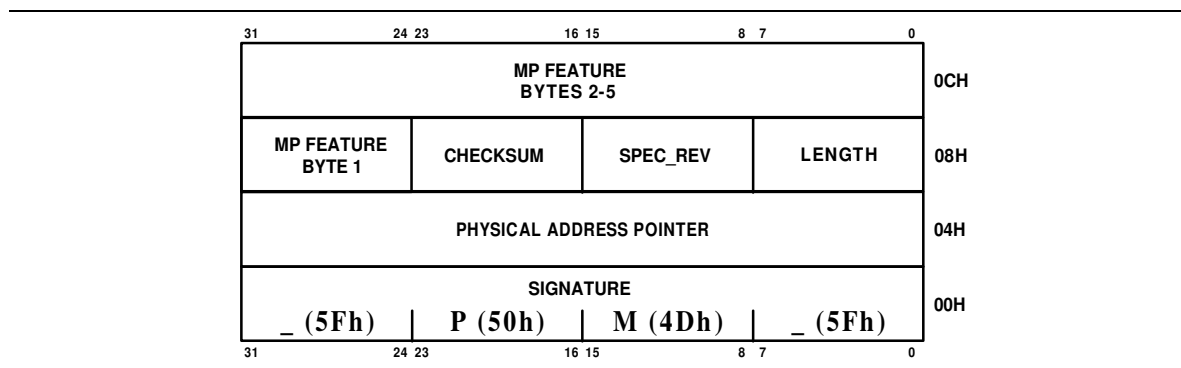 31 24 23 16 15 8 7 0
MP FEATURE
BYTES 2-5
0CH
MP FEATURE
BYTE 1
CHECKSUM
SPEC_REV
LENGTH
08H
PHYSICAL ADDRESS POINTER
04H
SIGNATURE
_ (5Fh) P (50h) M (4Dh) _ (5Fh)
00H
31 24 23 16 15 8 7 0